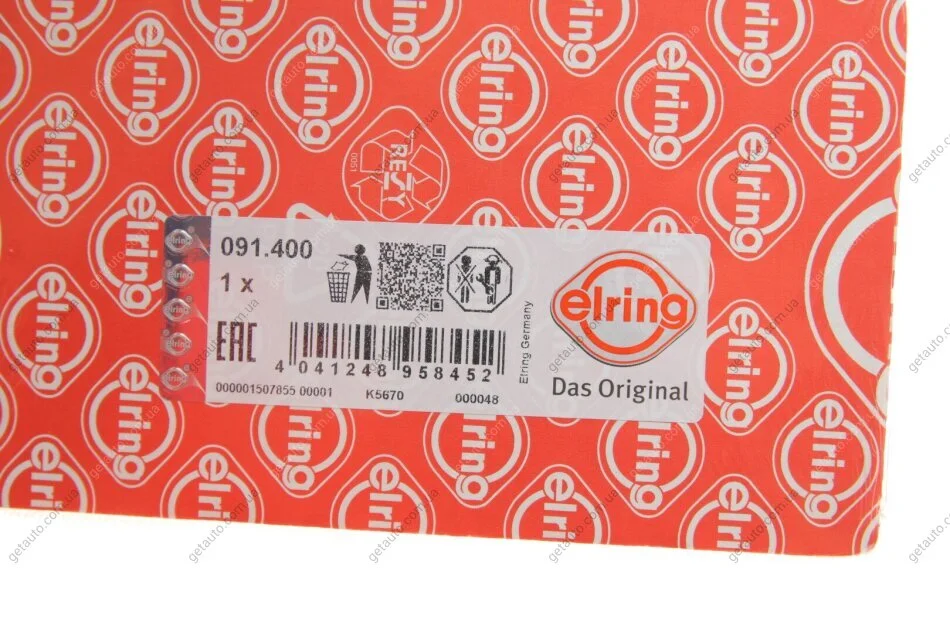 RESY
0051
091.400
1 x
EAC
4 041248 958452
000001507855 00001
K5670
000048
Elring Germany
elring
Das Original
elring
getauto.com.ua